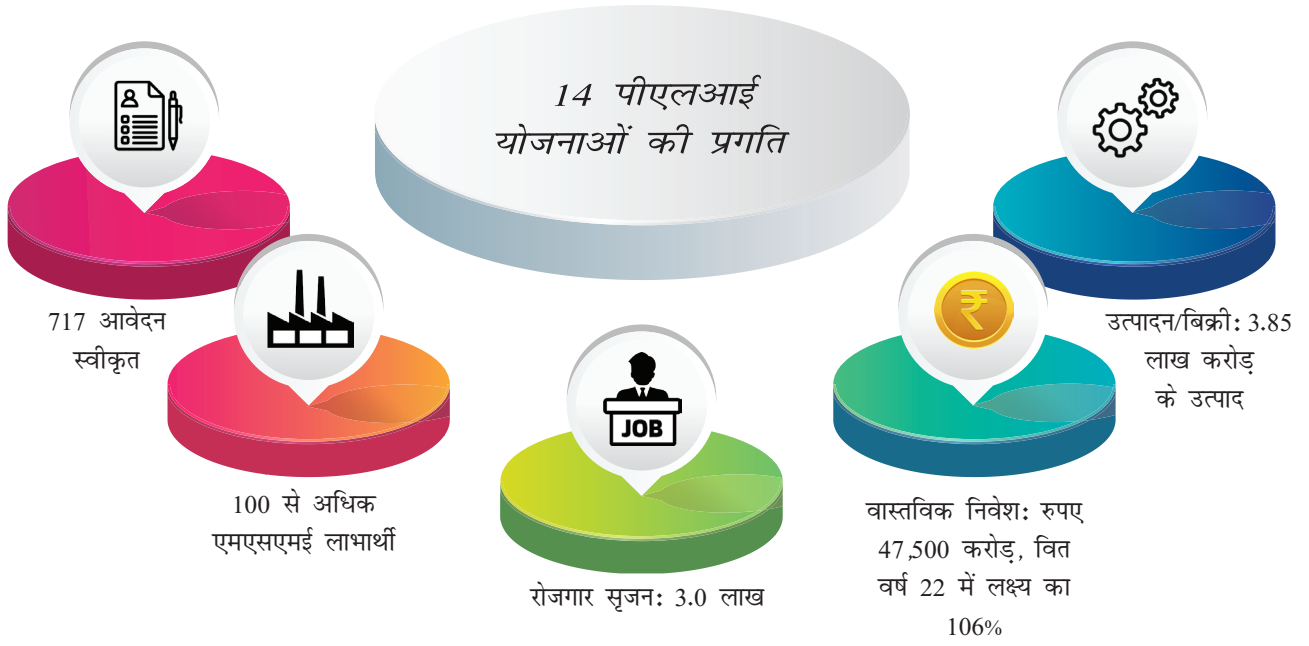 14 पीएलआई
योजनाओं की प्रगति
717 आवेदन
स्वीकृत
100 से अधिक
एमएसएमई लाभार्थी
JOB
रोजगार सृजन: 3.0 लाख
₹
वास्तविक निवेश: रुपए
47,500 करोड़, वित
वर्ष 22 में लक्ष्य का
106%
उत्पादन/बिक्री: 3.85
लाख करोड़
के उत्पाद